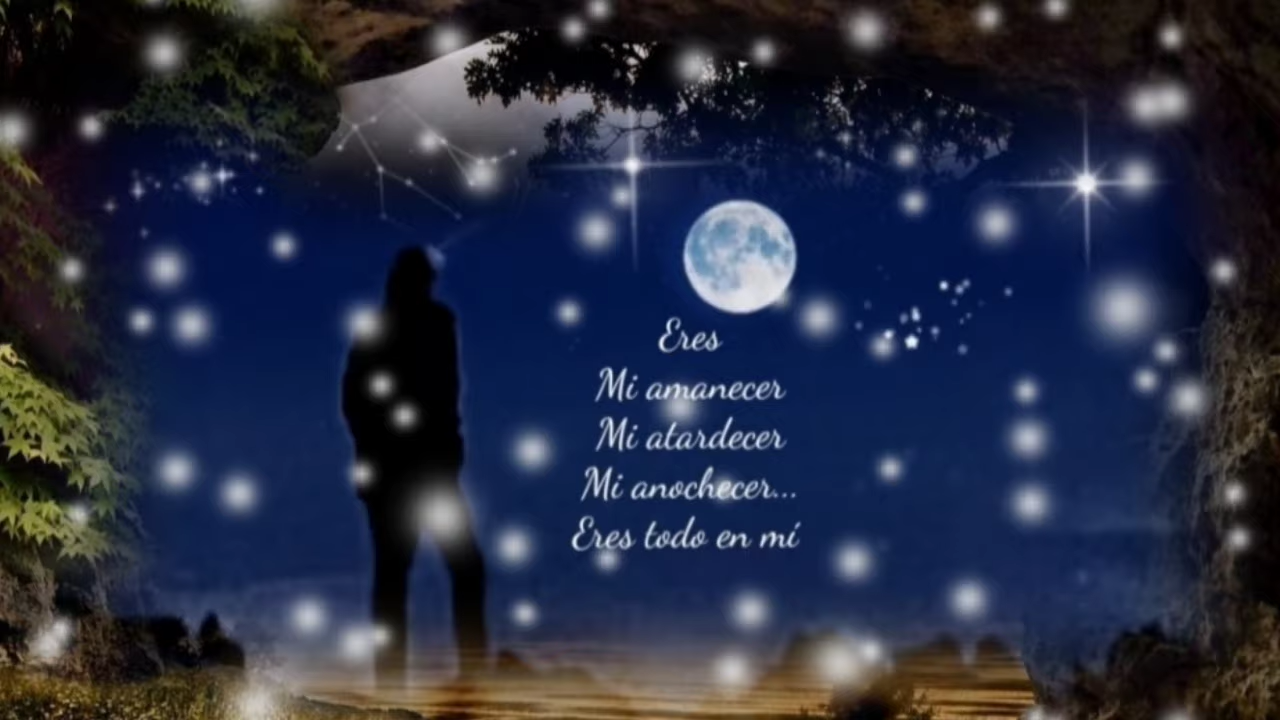 Eres
Mi amanecer
Mi atardecer
Mi anochecer...
Eres todo en mí